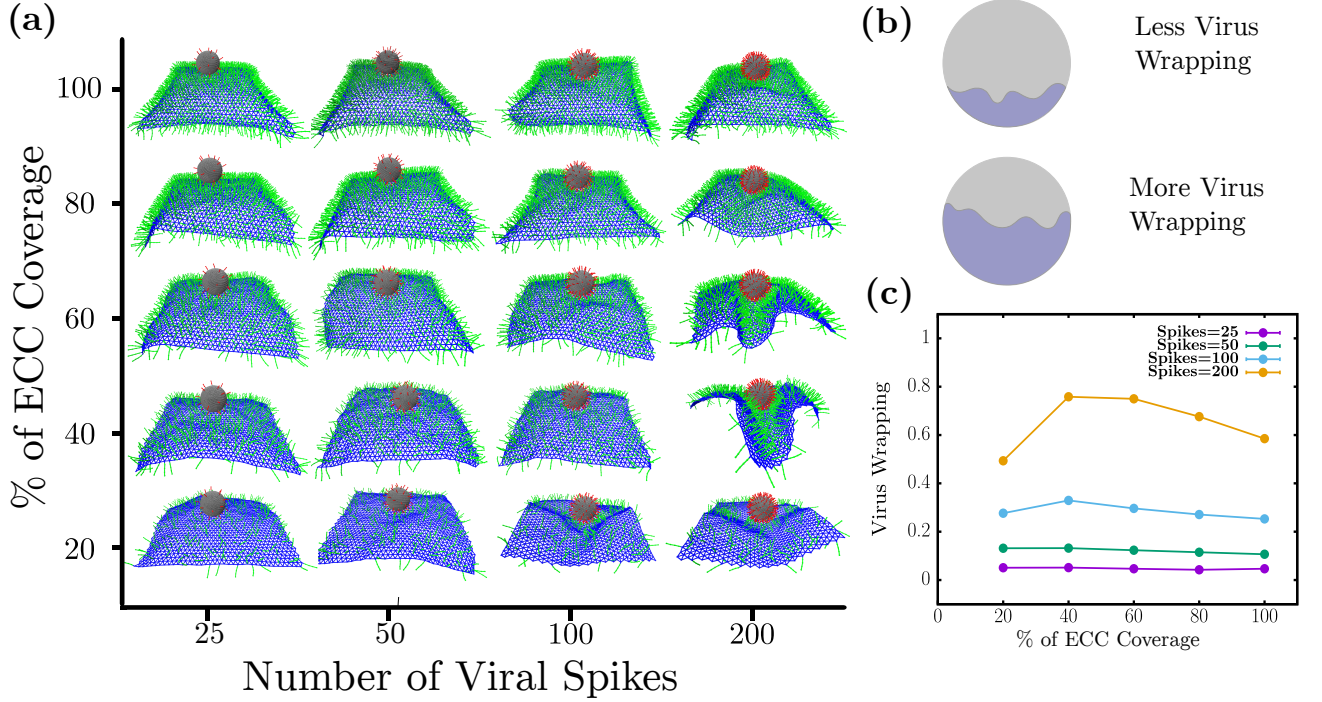 (a)
% of ECC Coverage
100
80
60
40
20
25
50
100
200
Number of Viral Spikes
(b)
Less Virus
Wrapping
More Virus
Wrapping
(c)
Virus Wrapping
1
0.8
0.6
0.4
0.2
0
Spikes=25
Spikes=50
Spikes=100
Spikes=200
0
20
40
60
80
100
% of ECC Coverage